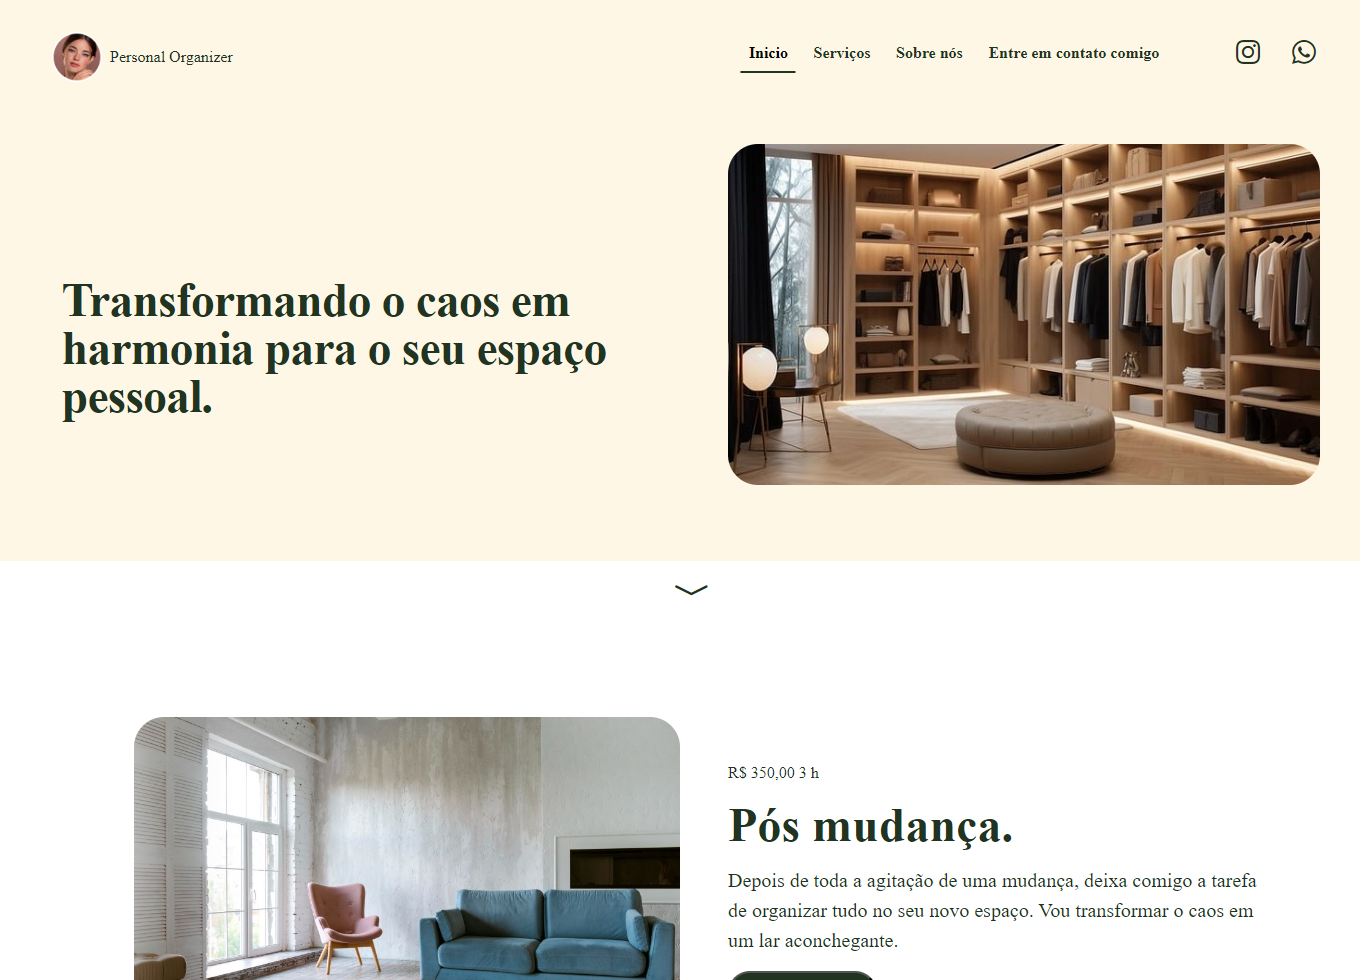 Personal Organizer
Inicio
Serviços
Sobre nós
Entre em contato comigo
Transformando o caos em
harmonia para o seu espaço
pessoal.
R$ 350,00 3 h
Pós mudança.
Depois de toda a agitação de uma mudança, deixa comigo a tarefa
de organizar tudo no seu novo espaço. Vou transformar o caos em
um lar aconchegante.